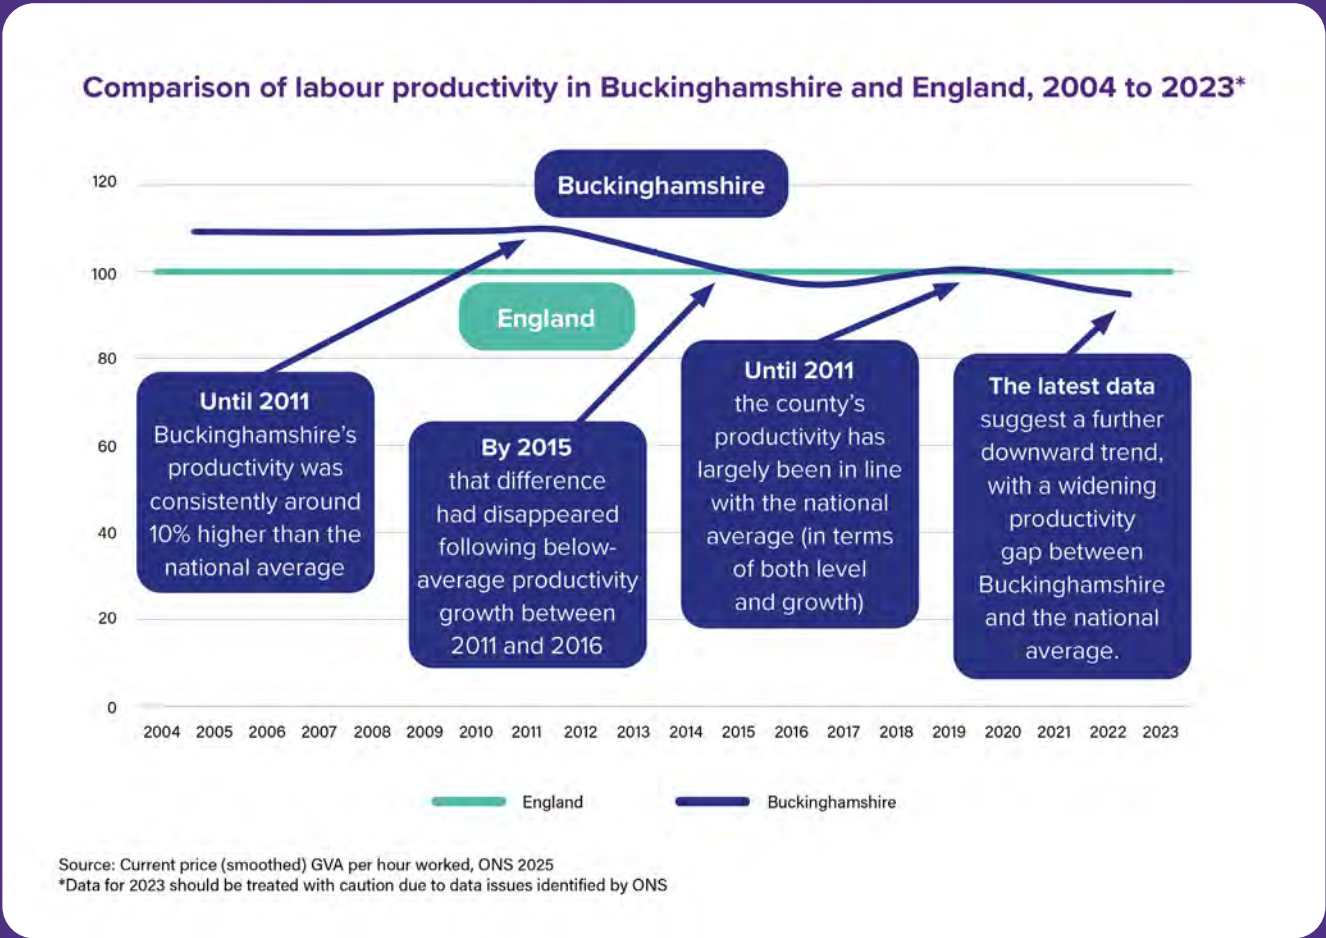 Comparison of labour productivity in Buckinghamshire and England, 2004 to 2023*
Buckinghamshire
England
120
100
80
60
40
20
0
Until 2011
Buckinghamshire's
productivity was
consistently around
10% higher than the
national average
By 2015
that difference
had disappeared
following below-
average productivity
growth between
2011 and 2016
Until 2011
the county's
productivity has
largely been in line
with the national
average (in terms
of both level
and growth)
The latest data
suggest a further
downward trend,
with a widening
productivity
gap between
Buckinghamshire
and the national
average.
2004 2005 2006 2007 2008 2009 2010 2011 2012 2013 2014 2015 2016 2017 2018 2019 2020 2021 2022 2023
England Buckinghamshire
Source: Current price (smoothed) GVA per hour worked, ONS 2025
*Data for 2023 should be treated with caution due to data issues identified by ONS